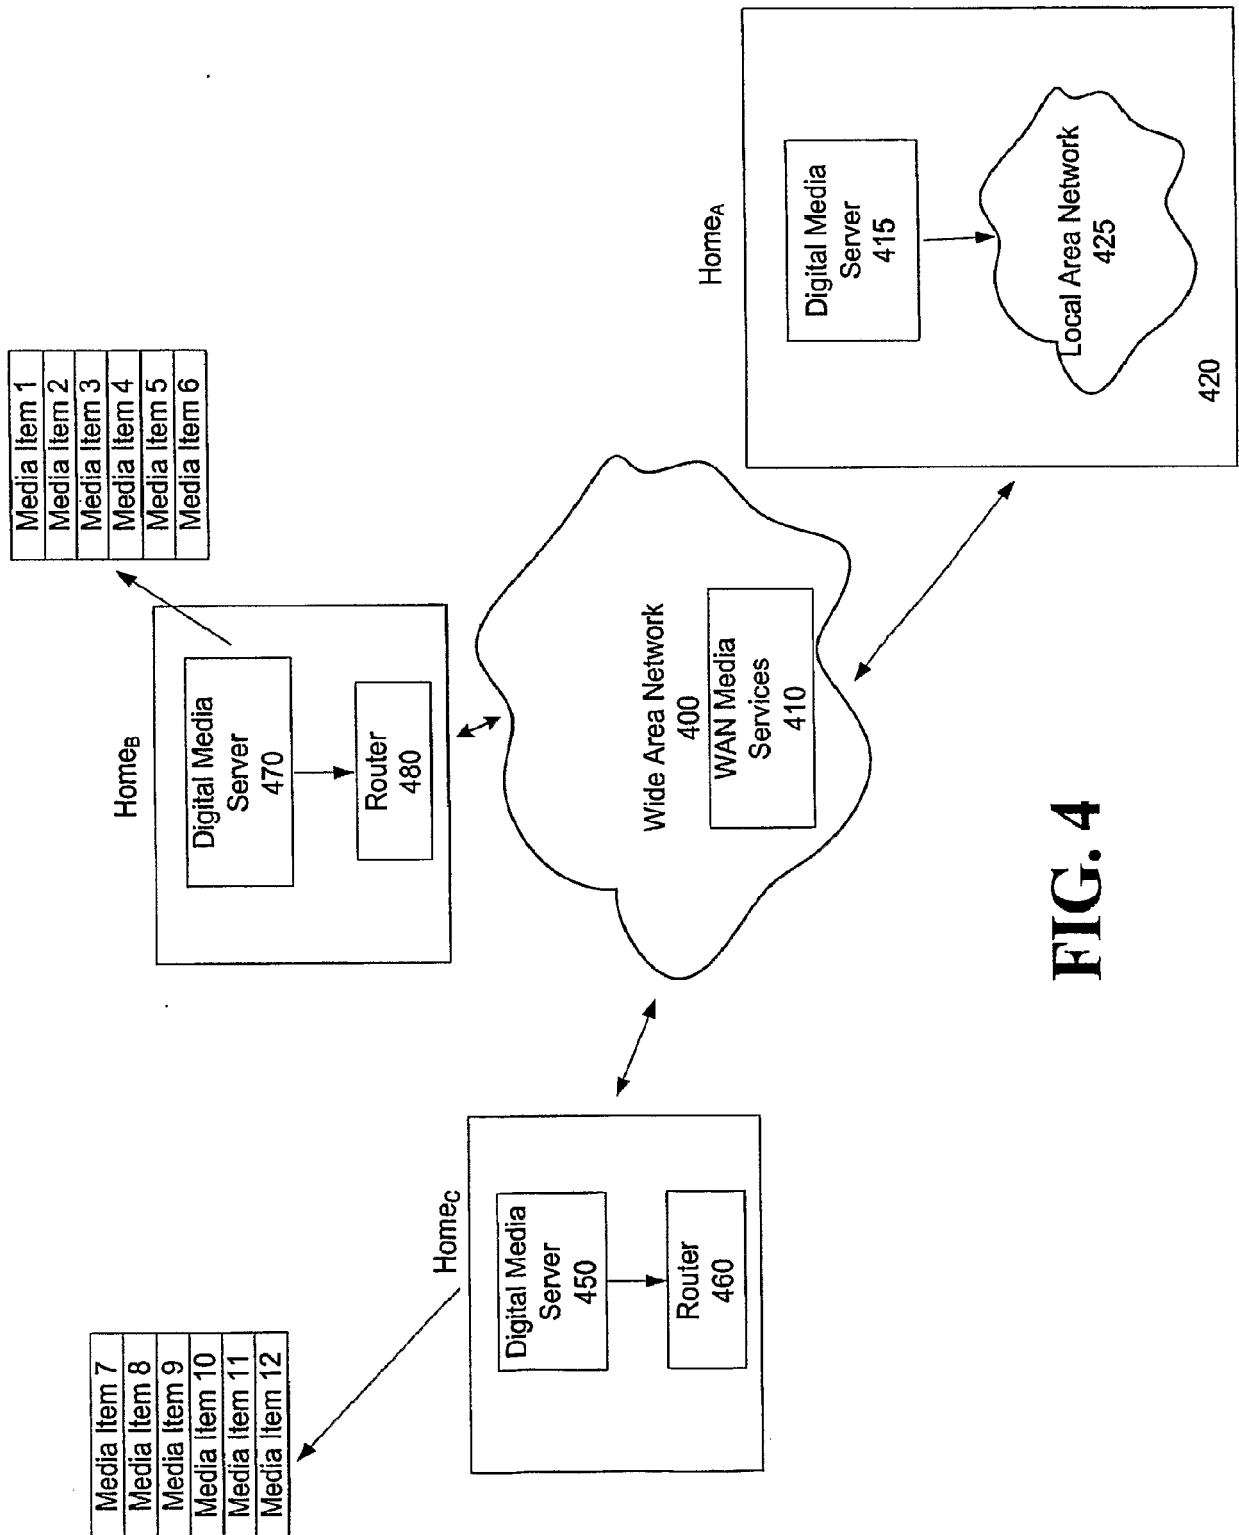 Media Item 7
Media Item 8
Media Item 9
Media Item 10
Media Item 11
Media Item 12
Media Item 1
Media Item 2
Media Item 3
Media Item 4
Media Item 5
Media Item 6
HomeB
Digital Media
Server
470
Router
480
HomeC
Digital Media
Server
450
Router
460
Wide Area Network
400
WAN Media
Services
410
HomeA
Digital Media
Server
415
Local Area Network
425
420
FIG. 4